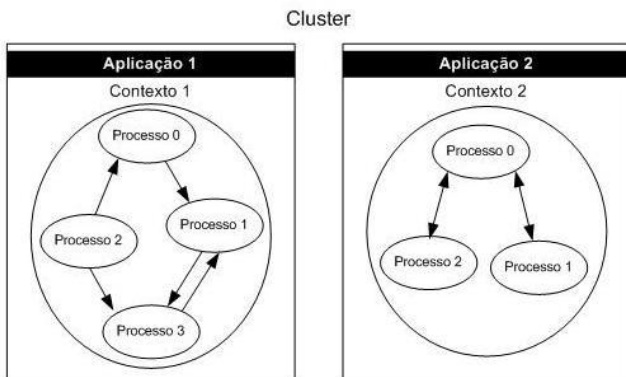 Cluster
Aplicação 1
Contexto 1
Processo 0
Processo 1
Processo 2
Processo 3
Aplicação 2
Contexto 2
Processo 0
Processo 2
Processo 1